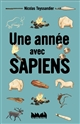 Nicolas Teyssandier
Une année
avec
SAPIENS